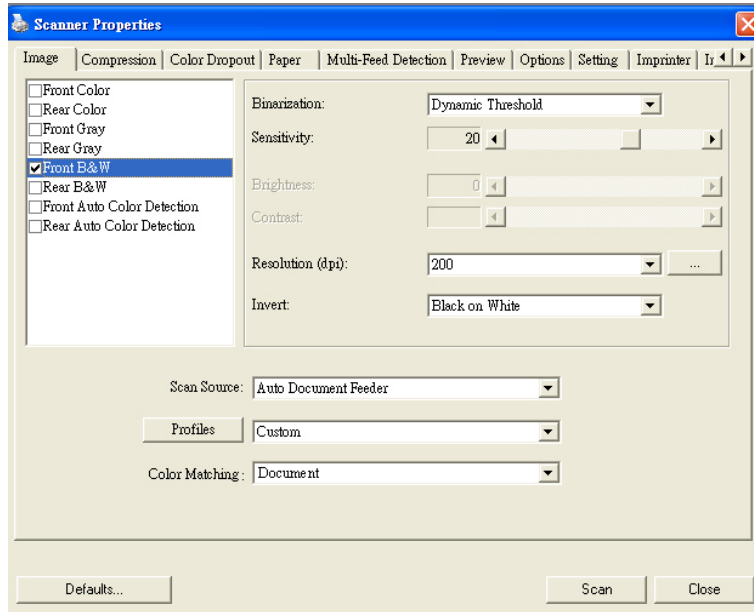 Scanner Properties
Image Compression Color Dropout Paper Multi-Feed Detection Preview Options Setting Imprinter
Front Color
Rear Color
Front Gray
Rear Gray
Front B&W
Rear B&W
Front Auto Color Detection
Rear Auto Color Detection
Binarization: Dynamic Threshold
Sensitivity: 20
Brightness: 0
Contrast:
Resolution (dpi): 200 ...
Invert: Black on White
Scan Source: Auto Document Feeder
Profiles Custom
Color Matching: Document
Defaults... Scan Close